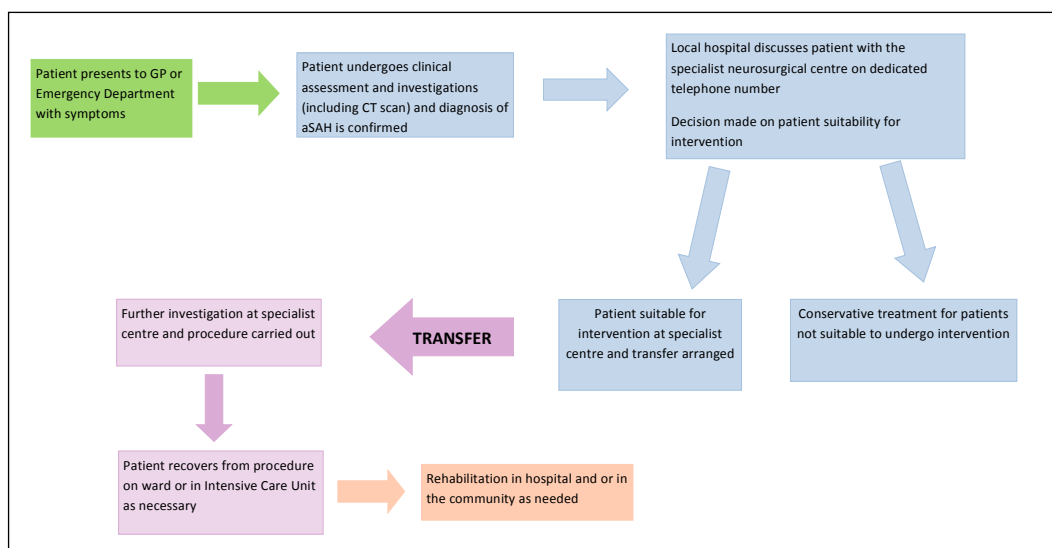 Patient presents to GP or
Emergency Department
with symptoms
Patient undergoes clinical
assessment and investigations
(including CT scan) and diagnosis of
aSAH is confirmed
Local hospital discusses patient with the
specialist neurosurgical centre on dedicated
telephone number
Decision made on patient suitability for
intervention
Patient suitable for
intervention at specialist
centre and transfer arranged
Conservative treatment for patients
not suitable to undergo intervention
TRANSFER
Further investigation at specialist
centre and procedure carried out
Patient recovers from procedure
on ward or in Intensive Care Unit
as necessary
Rehabilitation in hospital and or in
the community as needed